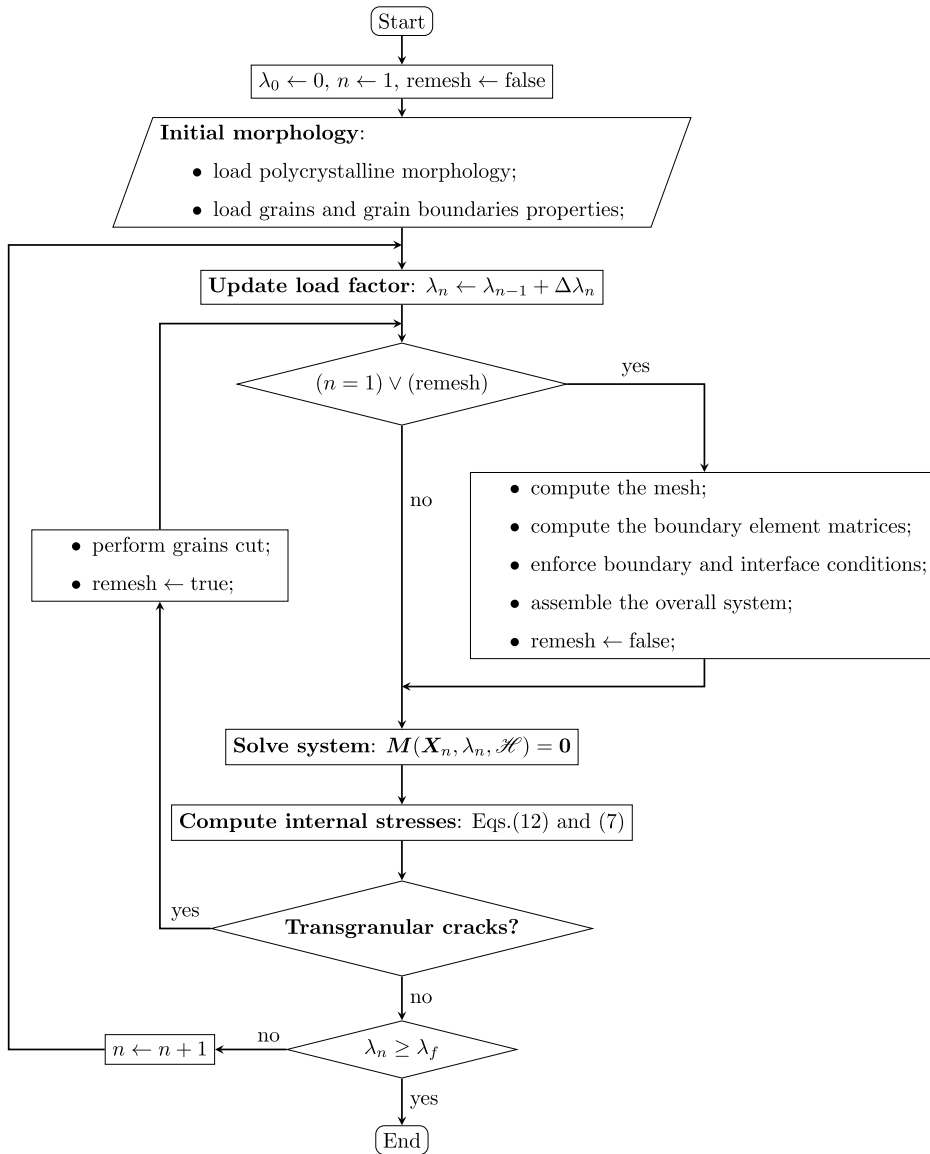 Start
λ₀ ← 0, n ← 1, remesh ← false
Initial morphology:
• load polycrystalline morphology;
• load grains and grain boundaries properties;
Update load factor: λₙ ← λₙ₋₁ + Δλₙ
(n = 1) ∨ (remesh)
yes
no
• compute the mesh;
• compute the boundary element matrices;
• enforce boundary and interface conditions;
• assemble the overall system;
• remesh ← false;
• perform grains cut;
• remesh ← true;
Solve system: M(Xₙ, λₙ, ℋ) = 0
Compute internal stresses: Eqs.(12) and (7)
Transgranular cracks?
yes
no
λₙ ≥ λ_f
no
n ← n + 1
yes
End